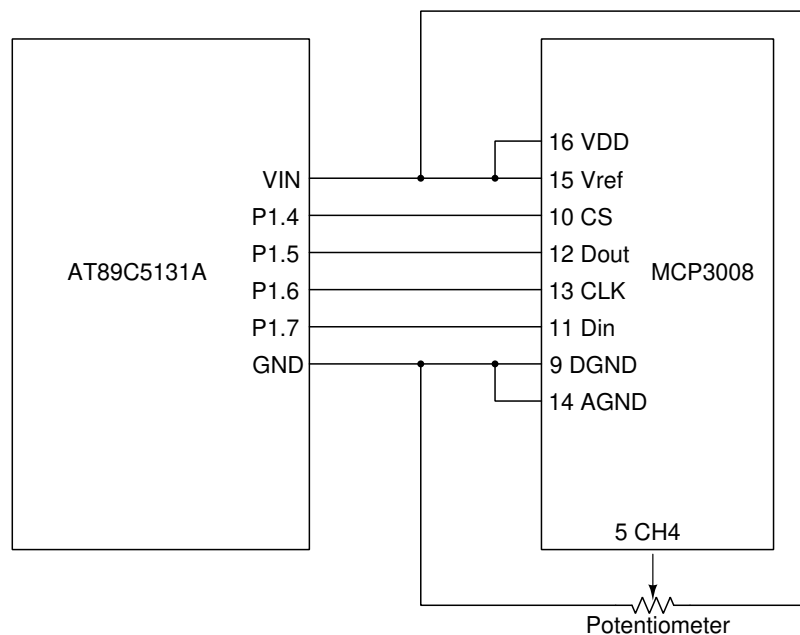 16 VDD
VIN
15 Vref
P1.4
10 CS
P1.5
12 Dout
AT89C5131A
MCP3008
P1.6
13 CLK
P1.7
11 Din
GND
9 DGND
14 AGND
5 CH4
Potentiometer